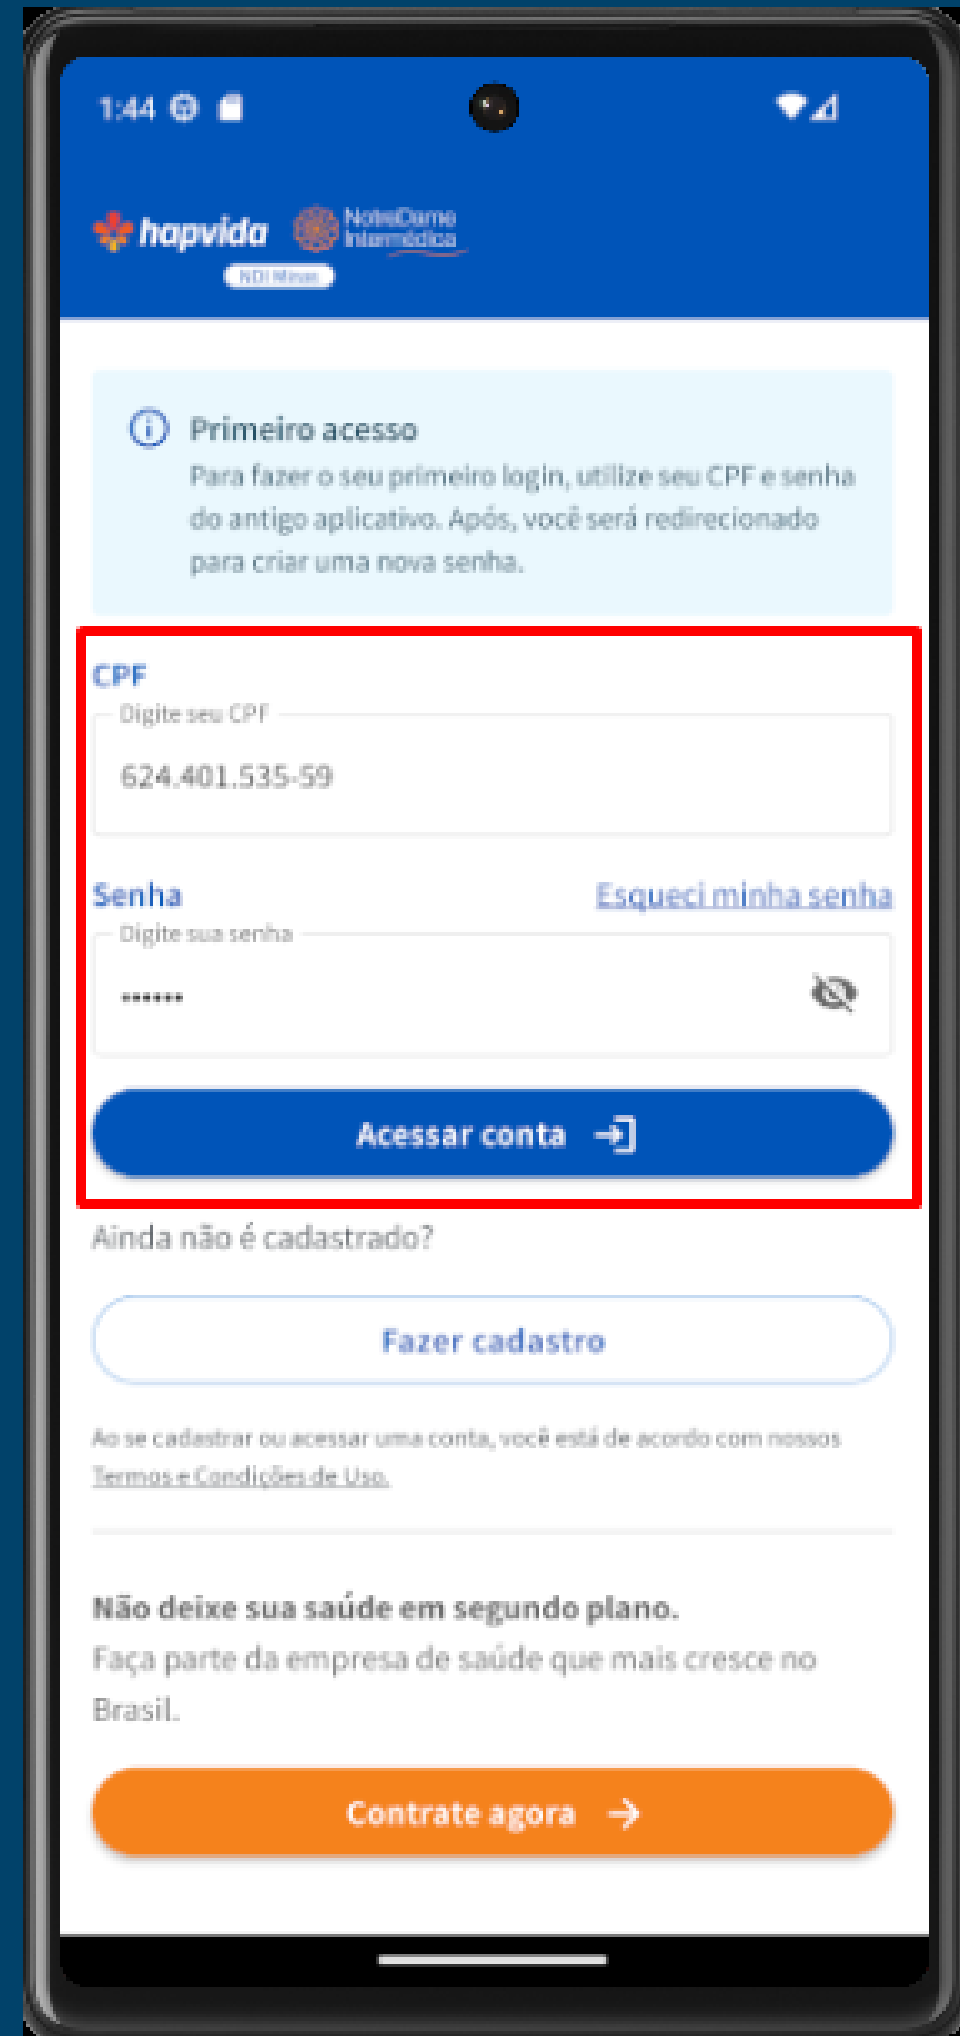 1:44
hapvida
NotreDame
Intermédica
NDI Minas
Primeiro acesso
Para fazer o seu primeiro login, utilize seu CPF e senha
do antigo aplicativo. Após, você será redirecionado
para criar uma nova senha.
CPF
Digite seu CPF
624.401.535-59
Senha
Esqueci minha senha
Digite sua senha
••••••
Acessar conta
Ainda não é cadastrado?
Fazer cadastro
Ao se cadastrar ou acessar uma conta, você está de acordo com nossos
Termos e Condições de Uso.
Não deixe sua saúde em segundo plano.
Faça parte da empresa de saúde que mais cresce no
Brasil.
Contrate agora